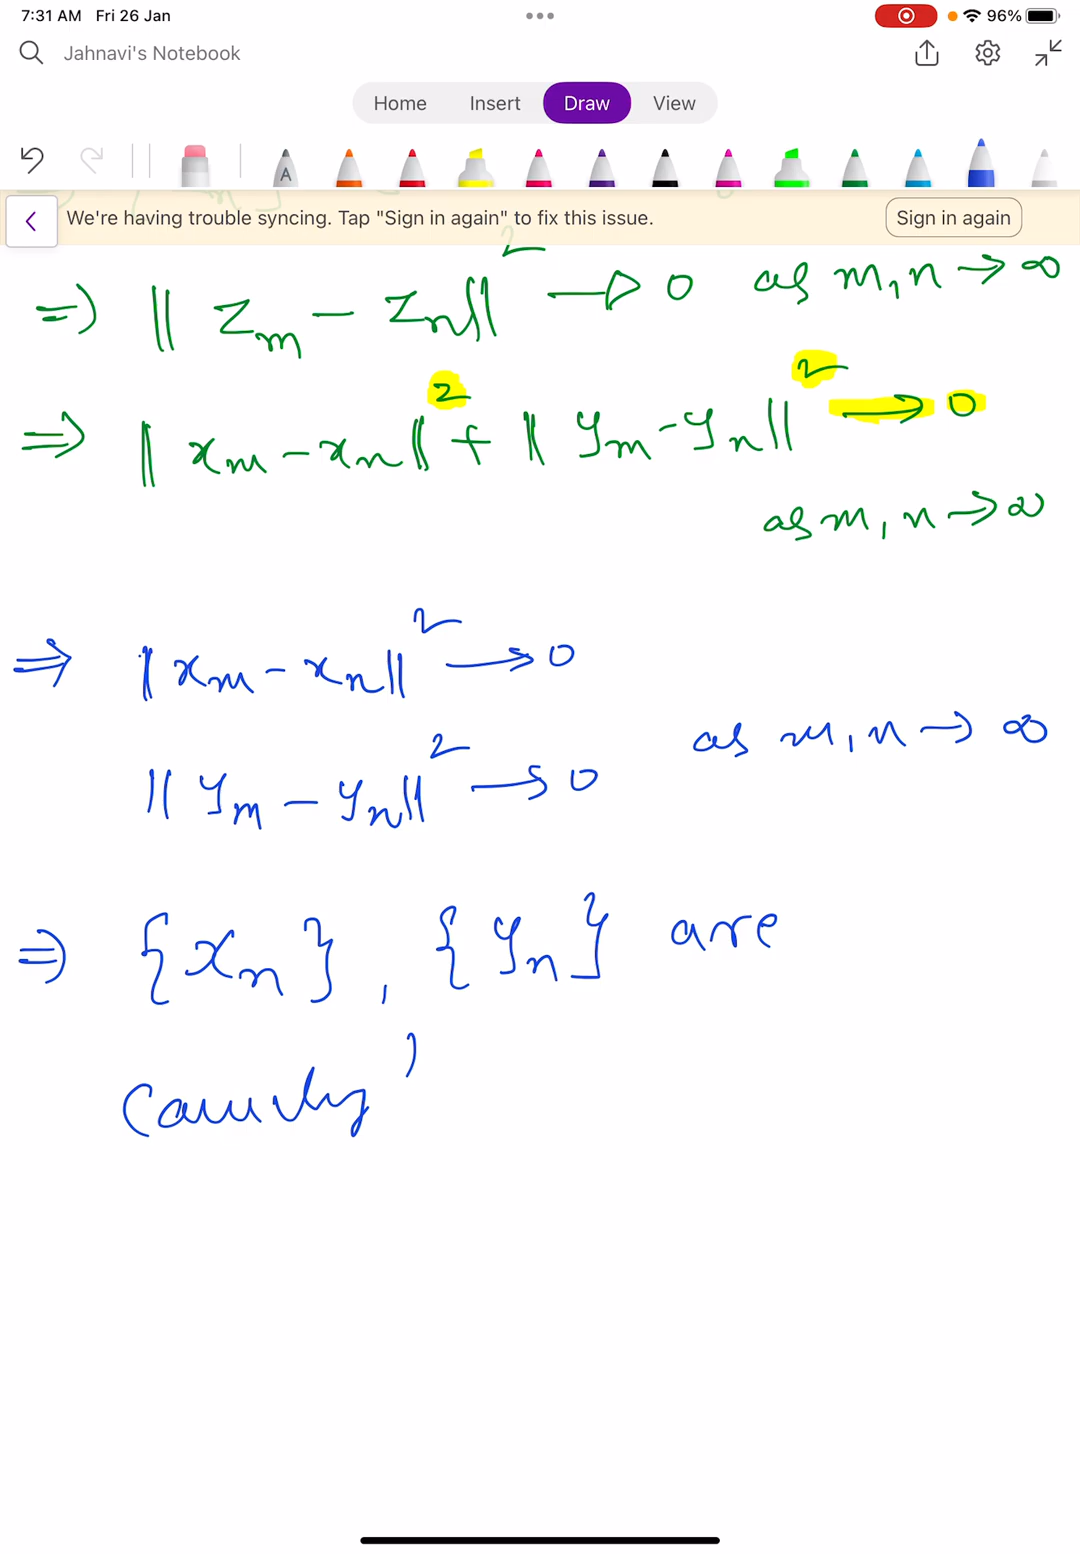 7:31 AM Fri 26 Jan 96%
Jahnavi's Notebook
Home Insert Draw View
A
We're having trouble syncing. Tap "Sign in again" to fix this issue. Sign in again
⇒ || z_m - z_n ||² → 0 as m, n → ∞
⇒ || x_m - x_n ||² + || y_m - y_n ||² → 0
as m, n → ∞
⇒ || x_m - x_n ||² → 0
as m, n → ∞
|| y_m - y_n ||² → 0
⇒ {x_n}, {y_n} are
Cauchy